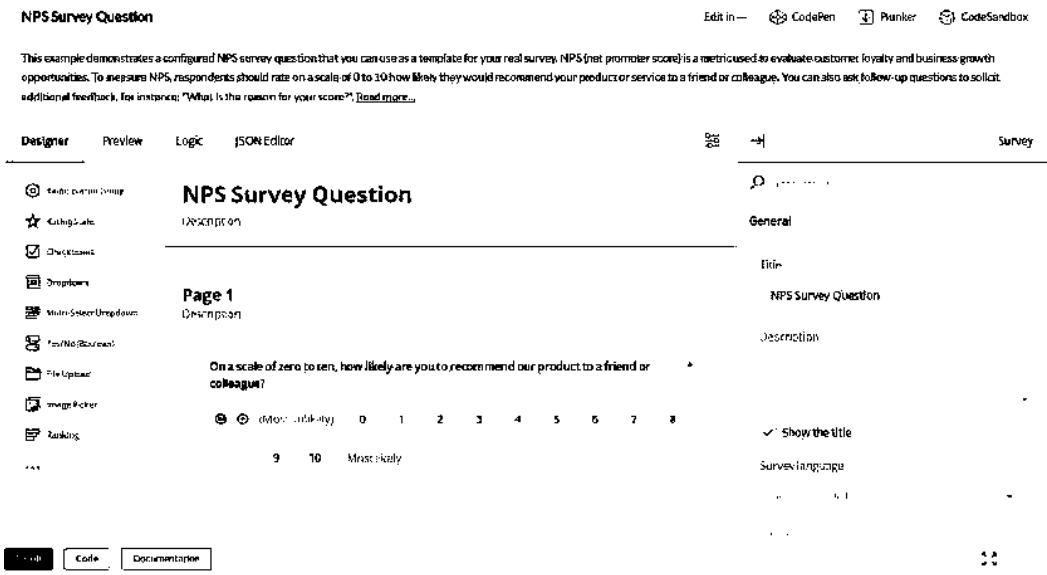 NPS Survey Question
Edit in —
CodePen
Plunker
CodeSandbox
This example demonstrates a configured NPS survey question that you can use as a template for your real survey. NPS (net promoter score) is a metric used to evaluate customer loyalty and business growth
opportunities. To measure NPS, respondents should rate on a scale of 0 to 10 how likely they would recommend your product or service to a friend or colleague. You can also ask follow-up questions to solicit
additional feedback, for instance: "What is the reason for your score?". Read more...
Designer
Preview
Logic
JSON Editor
Survey
Rating Scale
Checkboxes
Dropdown
Multi-Select Dropdown
Yes/No (Boolean)
File Upload
Image Picker
Ranking
NPS Survey Question
Description
Page 1
Description
On a scale of zero to ten, how likely are you to recommend our product to a friend or
colleague? *
(Most unlikely) 0 1 2 3 4 5 6 7 8
9 10 Most likely
General
Title
NPS Survey Question
Description
Show the title
Survey language
Code
Documentation